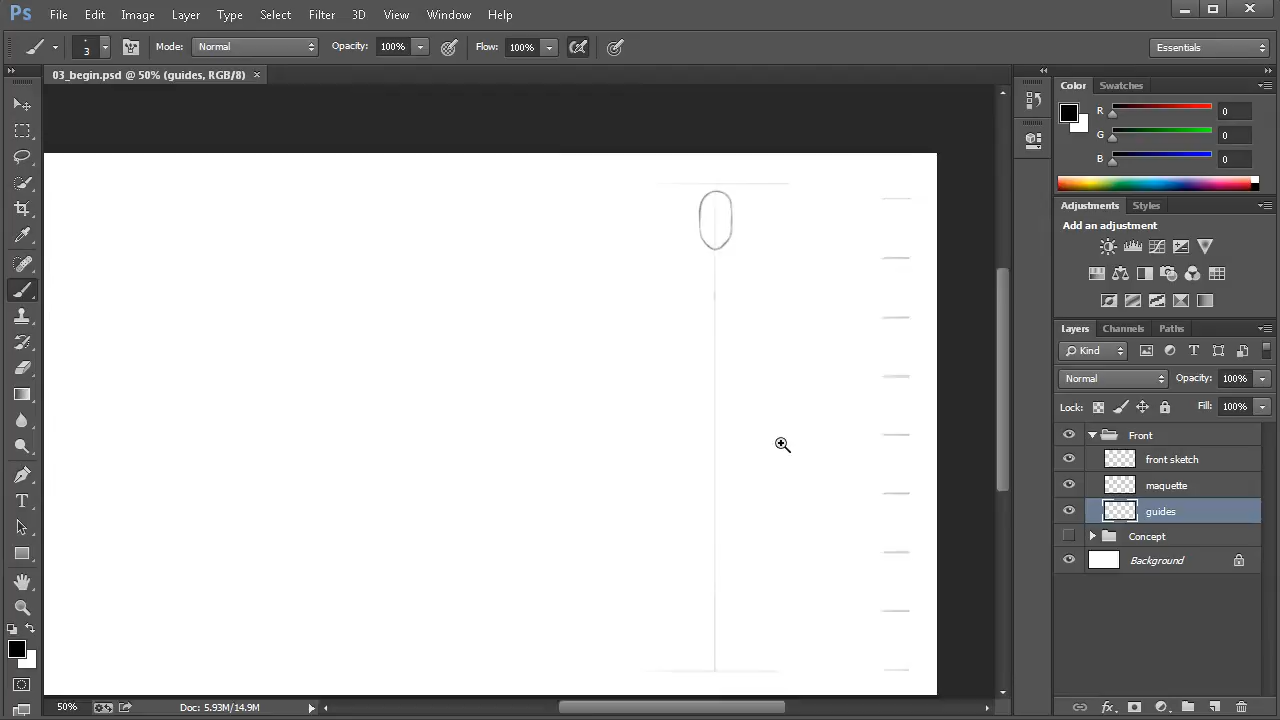 Ps File Edit Image Layer Type Select Filter 3D View Window Help
3 Mode: Normal Opacity: 100% Flow: 100% Essentials
03_begin.psd @ 50% (guides, RGB/8)
Color Swatches
R 0
G 0
B 0
Adjustments Styles
Add an adjustment
Layers Channels Paths
Kind
Normal Opacity: 100%
Lock: Fill: 100%
Front
front sketch
maquette
guides
Concept
Background
50% Doc: 5.93M/14.9M